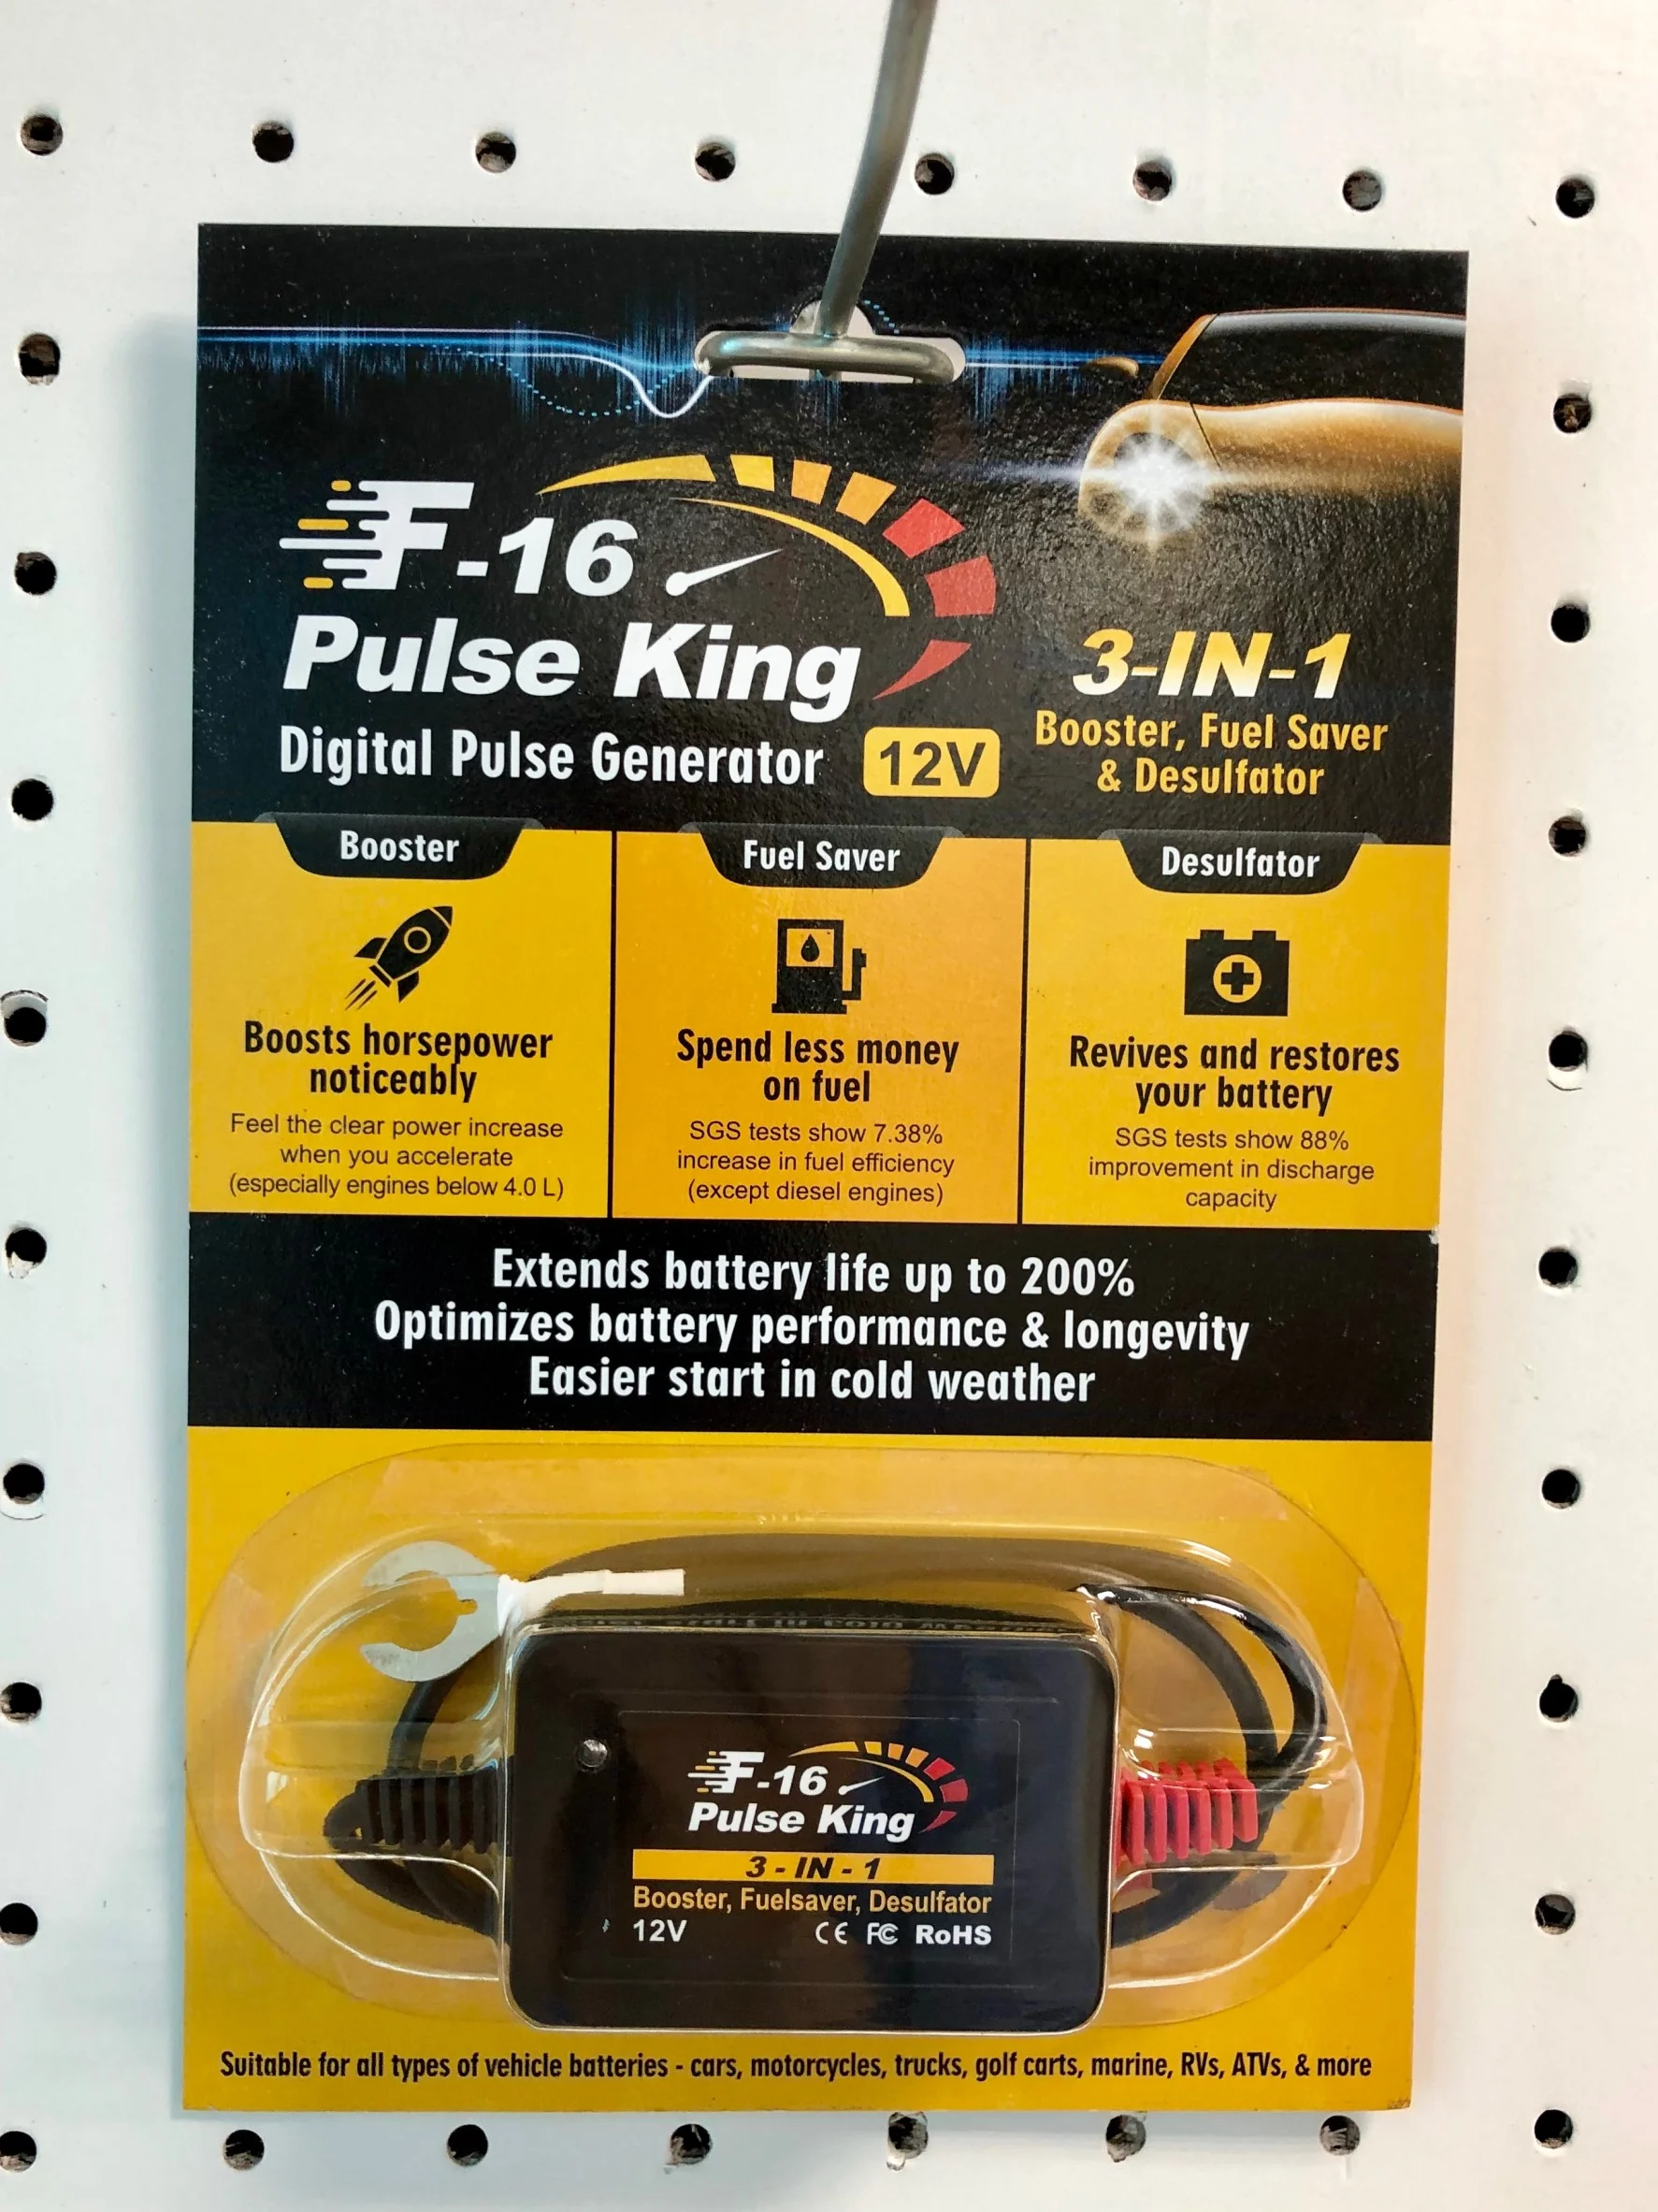 F-16
Pulse King
Digital Pulse Generator 12V
3-IN-1
Booster, Fuel Saver
& Desulfator
Booster
Boosts horsepower
noticeably
Feel the clear power increase
when you accelerate
(especially engines below 4.0 L)
Fuel Saver
Spend less money
on fuel
SGS tests show 7.38%
increase in fuel efficiency
(except diesel engines)
Desulfator
Revives and restores
your battery
SGS tests show 88%
improvement in discharge
capacity
Extends battery life up to 200%
Optimizes battery performance & longevity
Easier start in cold weather
F-16
Pulse King
3 - IN - 1
Booster, Fuelsaver, Desulfator
12V CE FC RoHS
Suitable for all types of vehicle batteries - cars, motorcycles, trucks, golf carts, marine, RVs, ATVs, & more